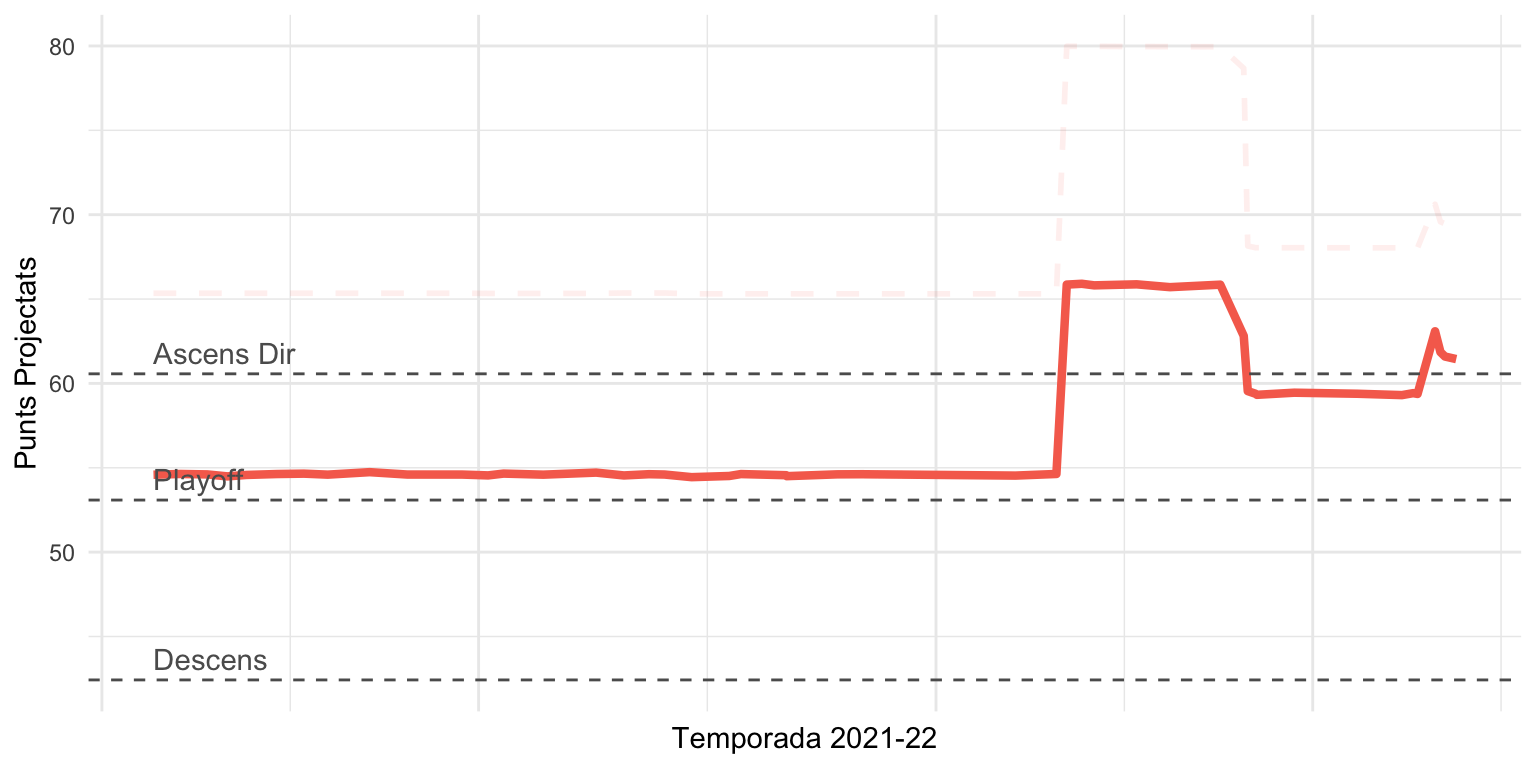 80
70
60
50
Punts Projectats
Ascens Dir
Playoff
Descens
Temporada 2021-22